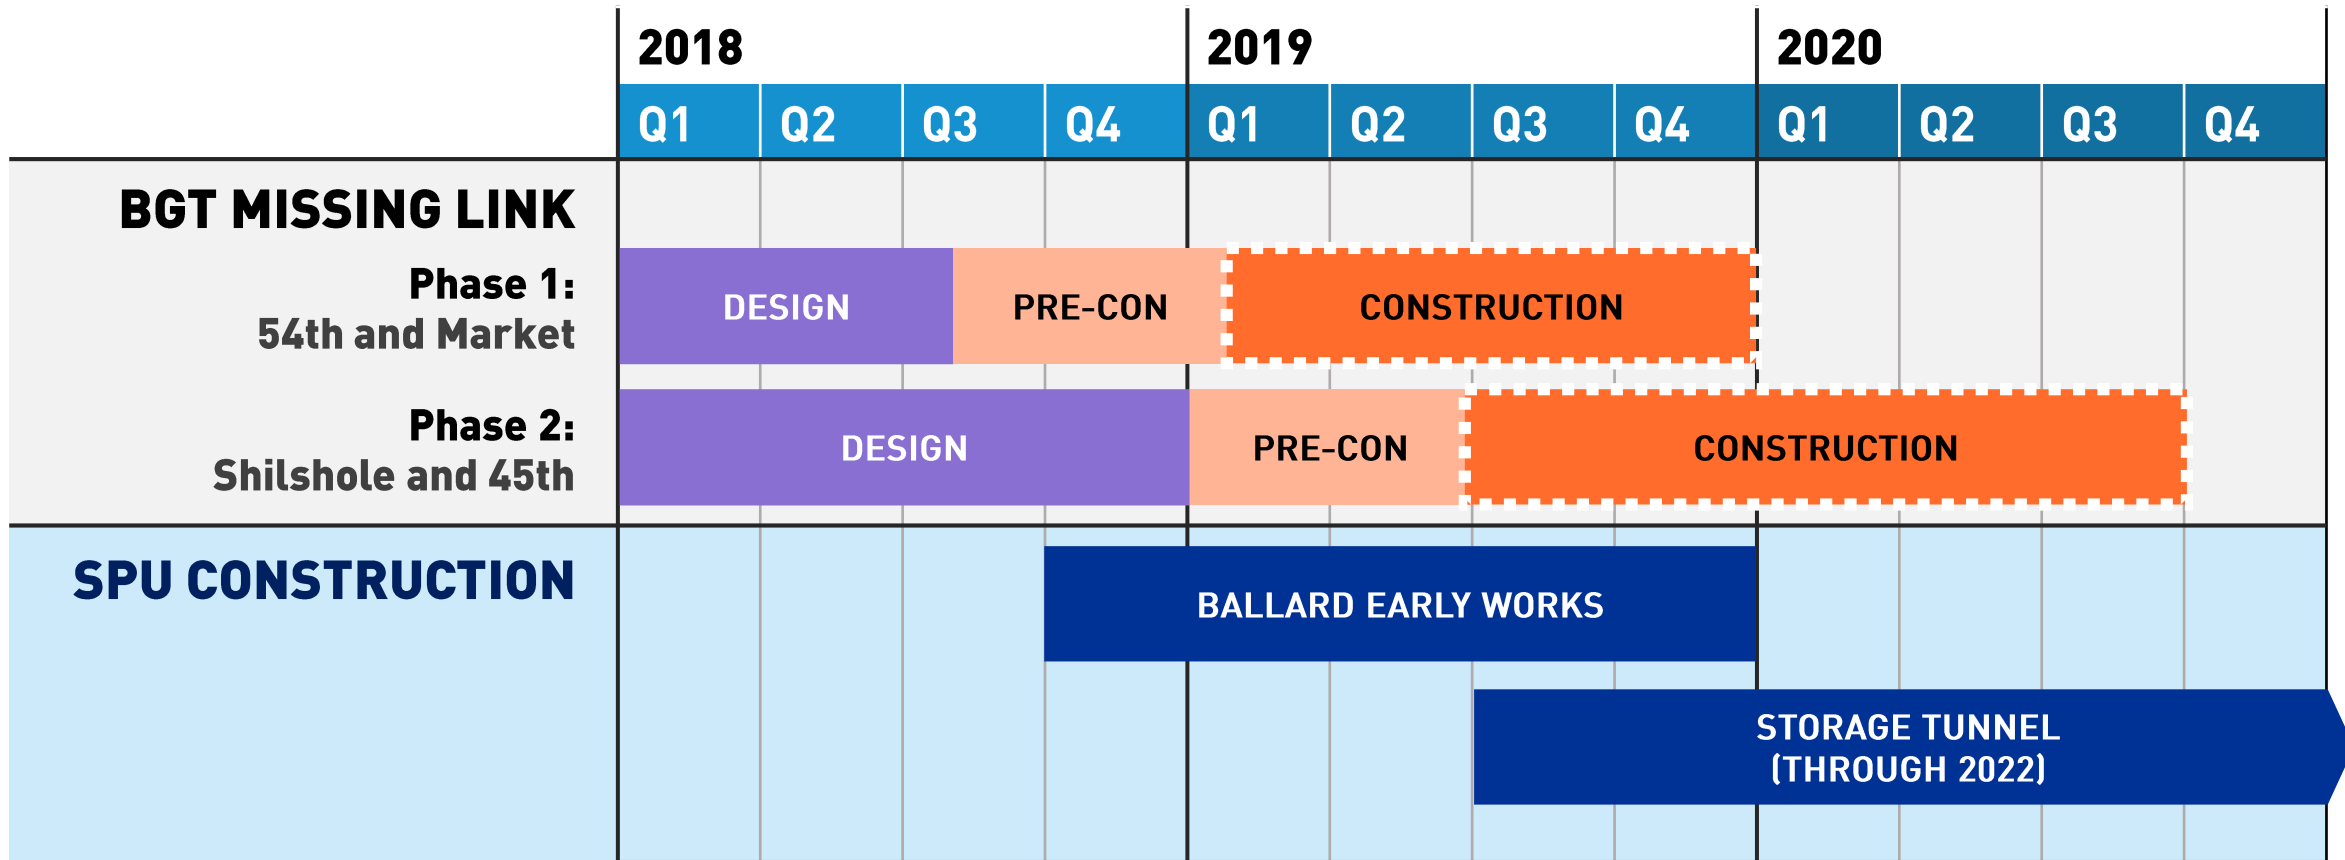 2018
2019
2020
Q1
Q2
Q3
Q4
Q1
Q2
Q3
Q4
Q1
Q2
Q3
Q4
BGT MISSING LINK
Phase 1:
54th and Market
DESIGN
PRE-CON
CONSTRUCTION
Phase 2:
Shilshole and 45th
DESIGN
PRE-CON
CONSTRUCTION
SPU CONSTRUCTION
BALLARD EARLY WORKS
STORAGE TUNNEL
(THROUGH 2022)